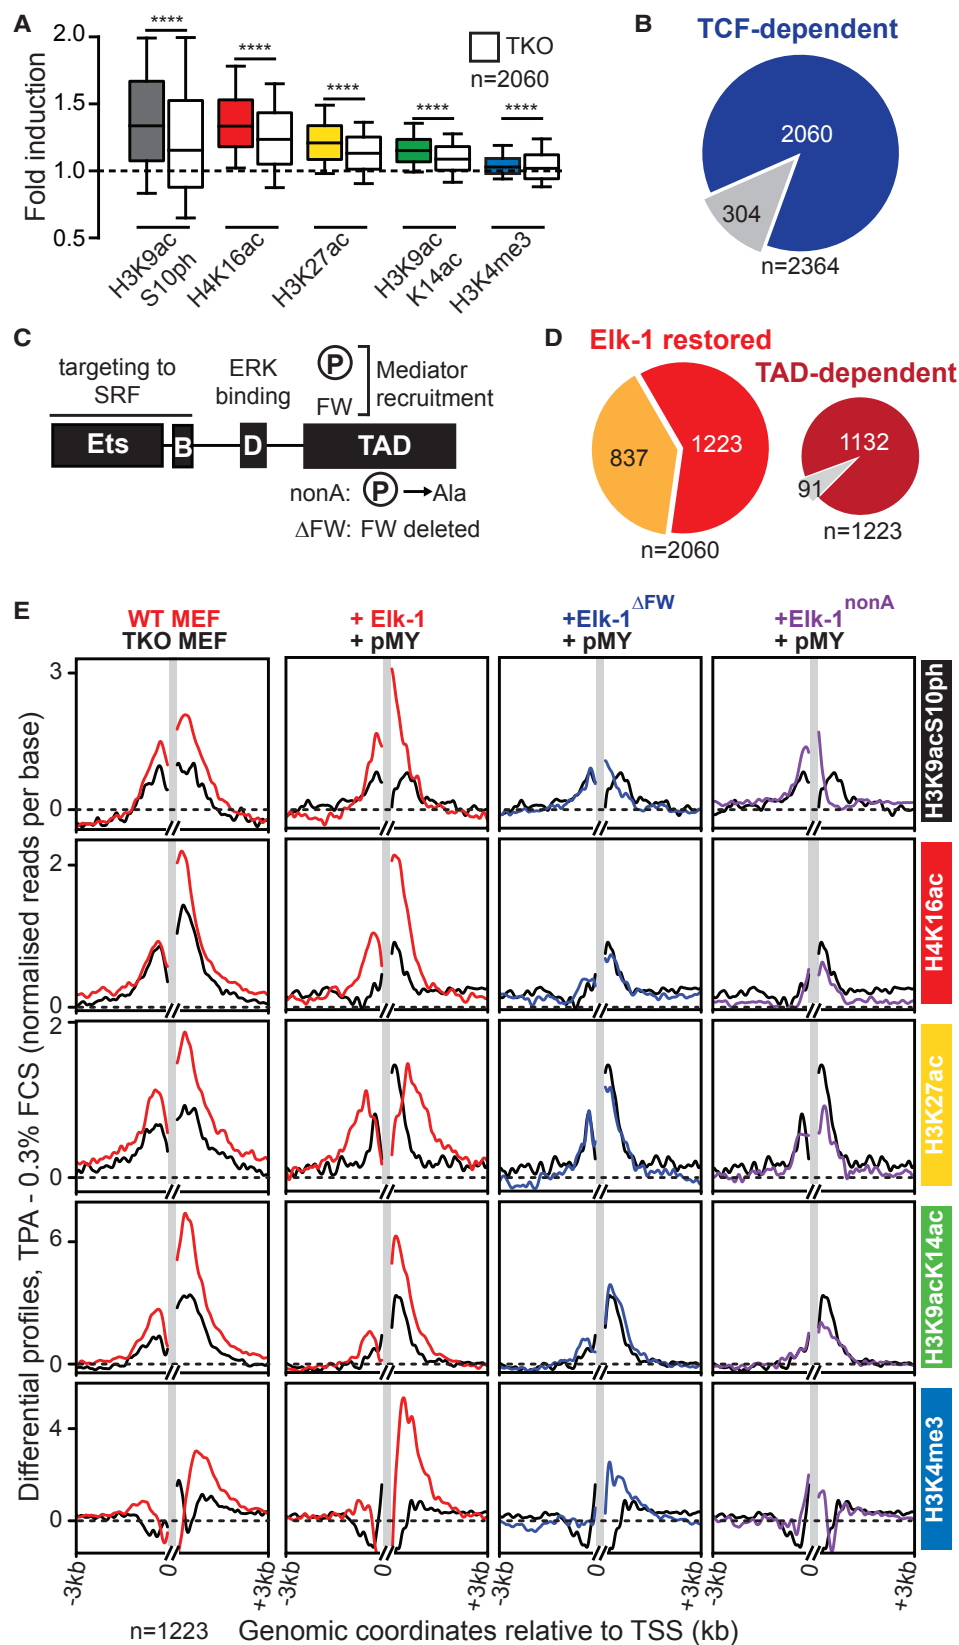 A
Fold induction
2.0
1.5
1.0
0.5
****
****
****
****
****
TKO
n=2060
H3K9ac
S10ph
H4K16ac
H3K27ac
H3K9ac
K14ac
H3K4me3
B
TCF-dependent
2060
304
n=2364
C
targeting to
SRF
ERK
binding
P
FW
Mediator
recruitment
Ets
B
D
TAD
nonA: P → Ala
ΔFW: FW deleted
D
Elk-1 restored
837
1223
n=2060
TAD-dependent
1132
91
n=1223
E
WT MEF
TKO MEF
+ Elk-1
+ pMY
+Elk-1ΔFW
+ pMY
+Elk-1nonA
+ pMY
Differential profiles, TPA - 0.3% FCS (normalised reads per base)
3
0
H3K9acS10ph
2
0
H4K16ac
2
0
H3K27ac
6
0
H3K9acK14ac
4
0
H3K4me3
-3kb
0
+3kb
-3kb
0
+3kb
-3kb
0
+3kb
-3kb
0
+3kb
n=1223
Genomic coordinates relative to TSS (kb)